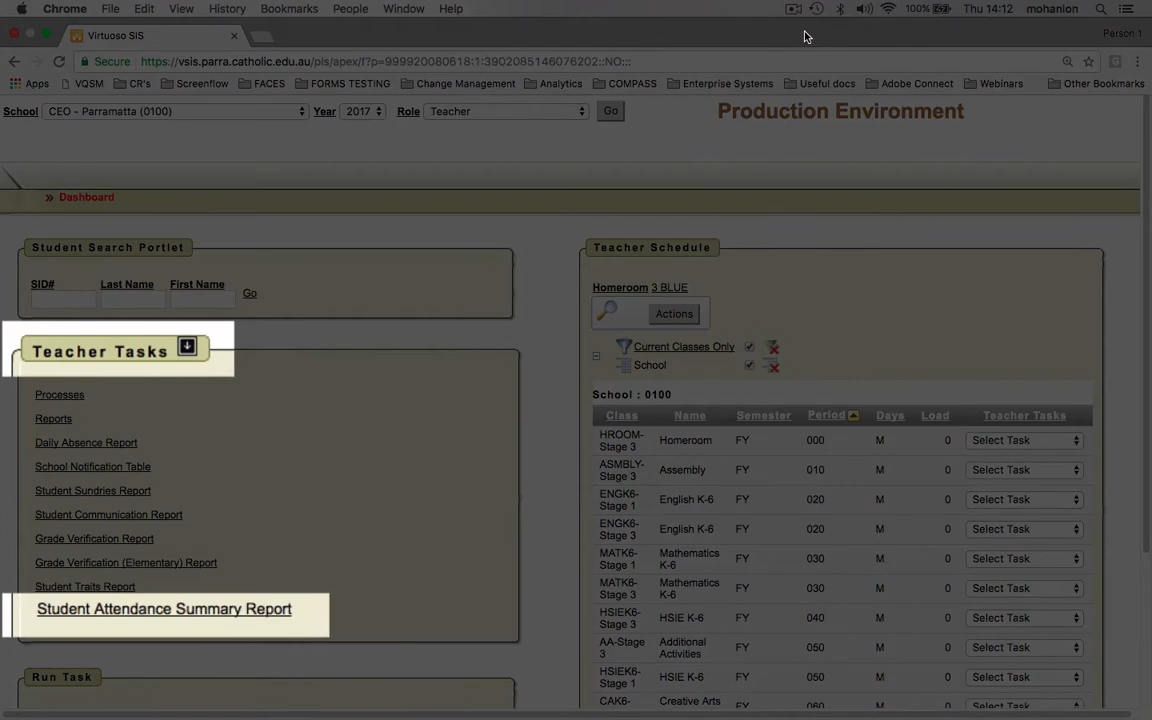 Chrome File Edit View History Bookmarks People Window Help 100% Thu 14:12 mohanion
Virtuoso SIS Person 1
Secure https://vsis.parra.catholic.edu.au/pls/apex/f?p=999920080618:1:3902085146076202::NO:::
Apps VQSM CR's Screenflow FACES FORMS TESTING Change Management Analytics COMPASS Enterprise Systems Useful docs Adobe Connect Webinars Other Bookmarks
School CEO - Parramatta (0100) Year 2017 Role Teacher Go Production Environment
» Dashboard
Student Search Portlet
SID# Last Name First Name
Go
Teacher Tasks
Processes
Reports
Daily Absence Report
School Notification Table
Student Sundries Report
Student Communication Report
Grade Verification Report
Grade Verification (Elementary) Report
Student Traits Report
Student Attendance Summary Report
Run Task
Teacher Schedule
Homeroom 3 BLUE
Actions
Current Classes Only
School
School : 0100
Class Name Semester Period Days Load Teacher Tasks
HROOM-Stage 3 Homeroom FY 000 M 0 Select Task
ASMBLY-Stage 3 Assembly FY 010 M 0 Select Task
ENGK6-Stage 1 English K-6 FY 020 M 0 Select Task
ENGK6-Stage 3 English K-6 FY 020 M 0 Select Task
MATK6-Stage 1 Mathematics K-6 FY 030 M 0 Select Task
MATK6-Stage 3 Mathematics K-6 FY 030 M 0 Select Task
HSIEK6-Stage 3 HSIE K-6 FY 040 M 0 Select Task
AA-Stage 3 Additional Activities FY 050 M 0 Select Task
HSIEK6-Stage 1 HSIE K-6 FY 050 M 0 Select Task
CAK6- Creative Arts FY 060 M 0 Select Task